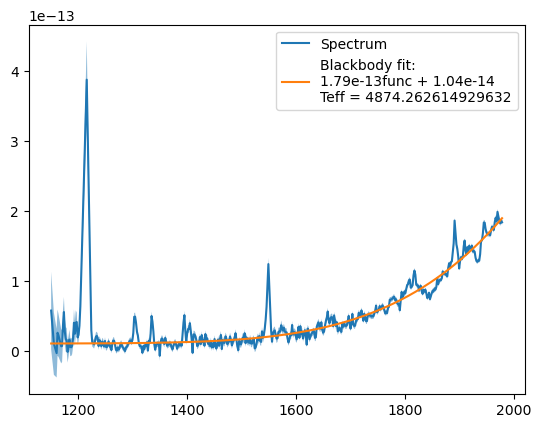 1e−13
Spectrum
Blackbody fit:
1.79e-13func + 1.04e-14
Teff = 4874.262614929632
4
3
2
1
0
1200 1400 1600 1800 2000